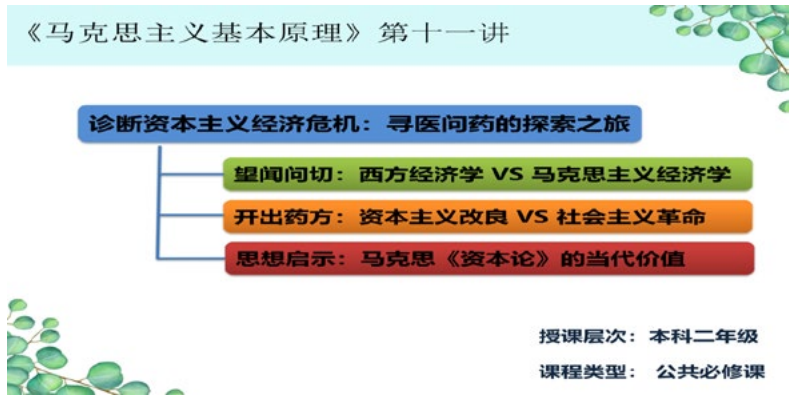 《马克思主义基本原理》第十一讲
诊断资本主义经济危机：寻医问药的探索之旅
望闻问切：西方经济学 VS 马克思主义经济学
开出药方：资本主义改良 VS 社会主义革命
思想启示：马克思《资本论》的当代价值
授课层次：本科二年级
课程类型：公共必修课